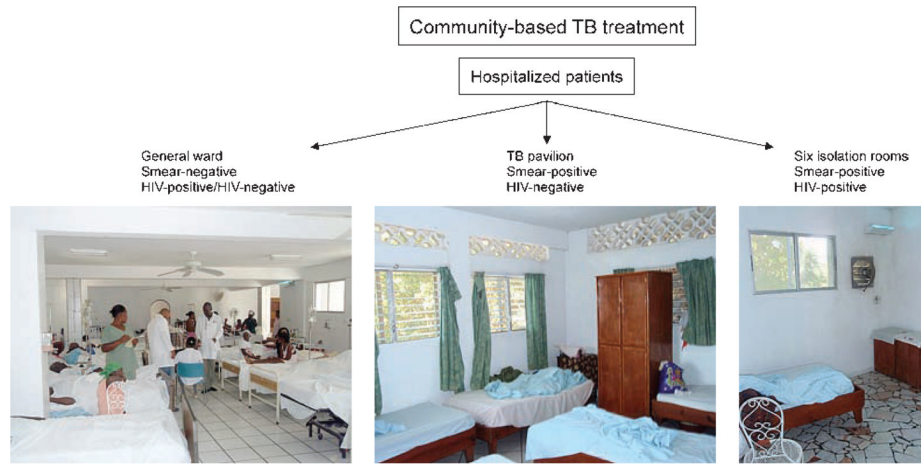 Community-based TB treatment
Hospitalized patients
General ward
Smear-negative
HIV-positive/HIV-negative
TB pavilion
Smear-positive
HIV-negative
Six isolation rooms
Smear-positive
HIV-positive